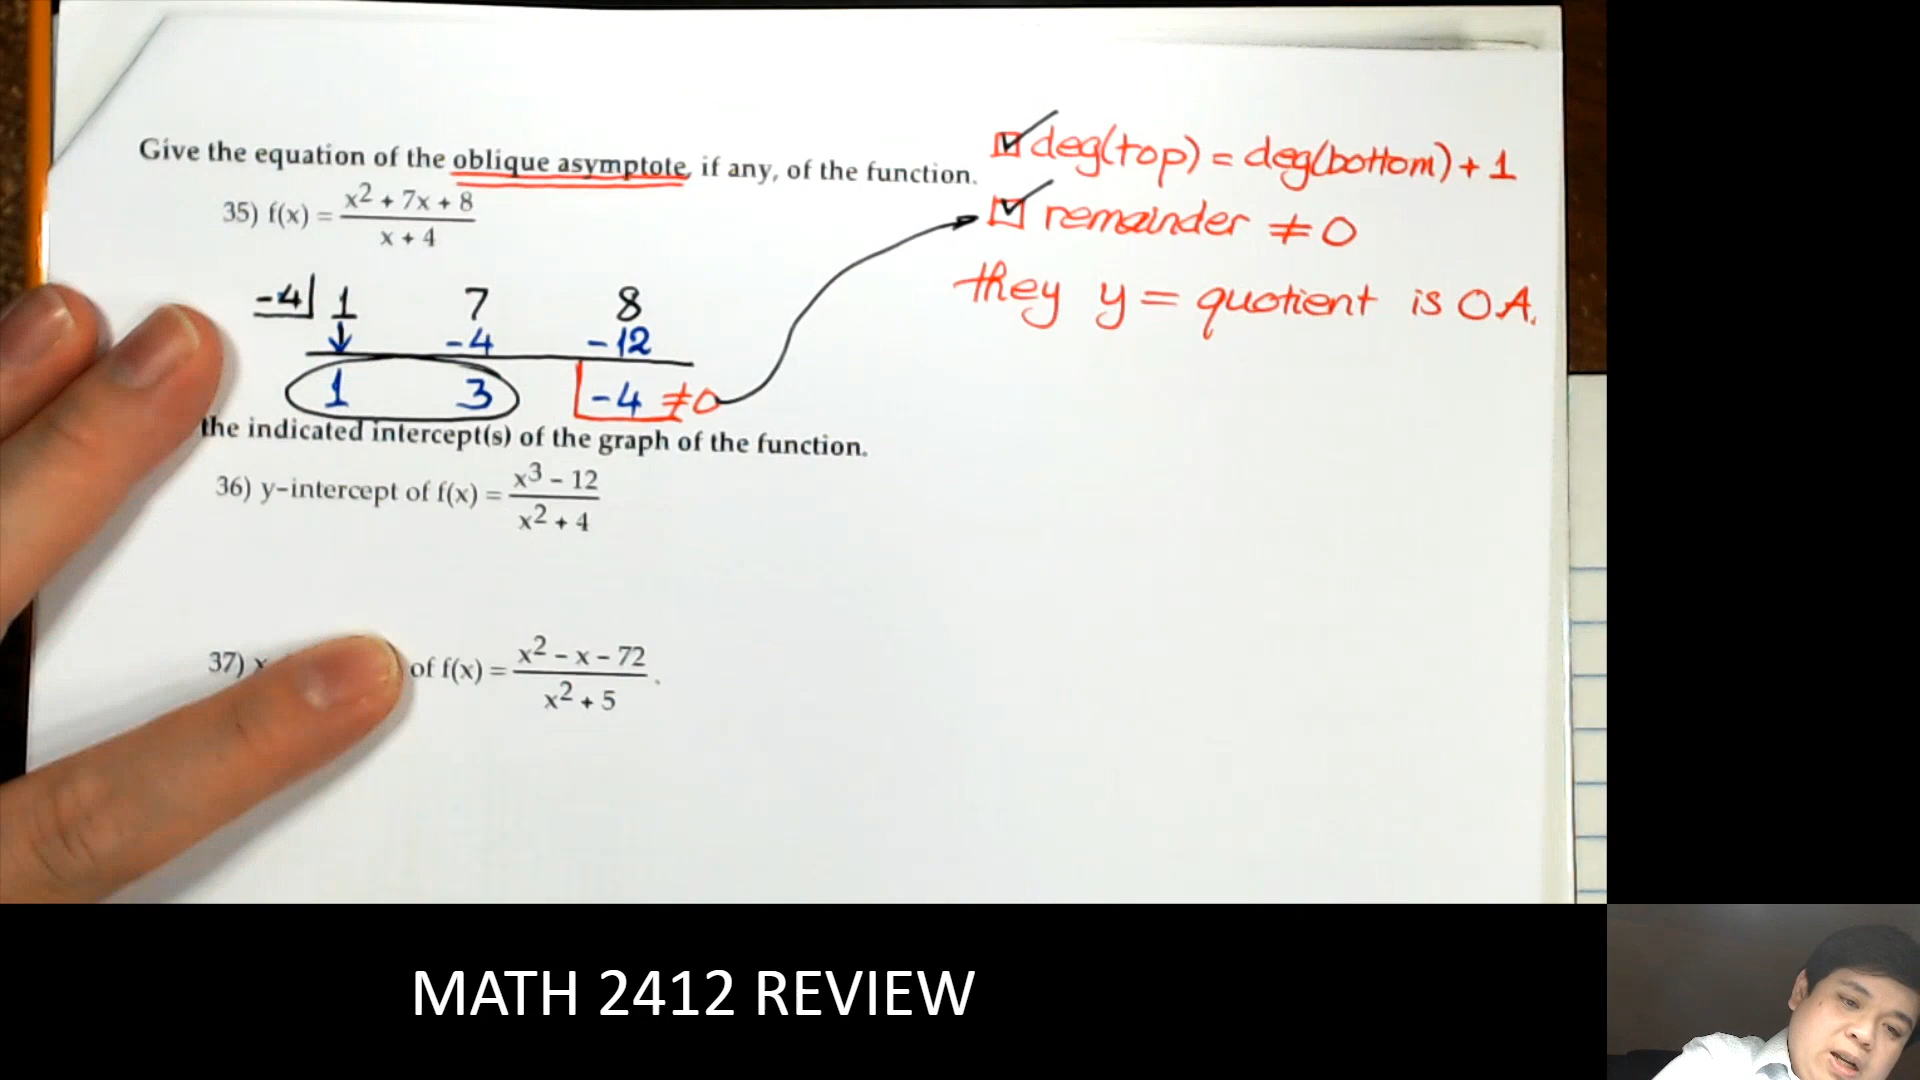 Give the equation of the oblique asymptote, if any, of the function.
35) f(x) = x2 + 7x + 8
x + 4
-4 1 7 8
-4 -12
1 3 -4 ≠0
☑ deg(top) = deg(bottom) + 1
☑ remainder ≠ 0
they y = quotient is OA.
the indicated intercept(s) of the graph of the function.
36) y-intercept of f(x) = x3 - 12
x2 + 4
37) x of f(x) = x2 - x - 72
x2 + 5 .
MATH 2412 REVIEW